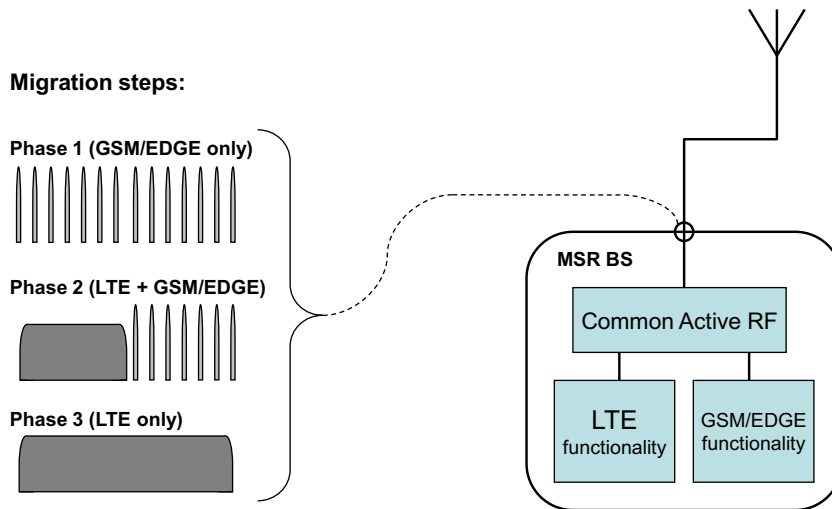 Migration steps:
Phase 1 (GSM/EDGE only)
Phase 2 (LTE + GSM/EDGE)
Phase 3 (LTE only)
MSR BS
Common Active RF
LTE
functionality
GSM/EDGE
functionality